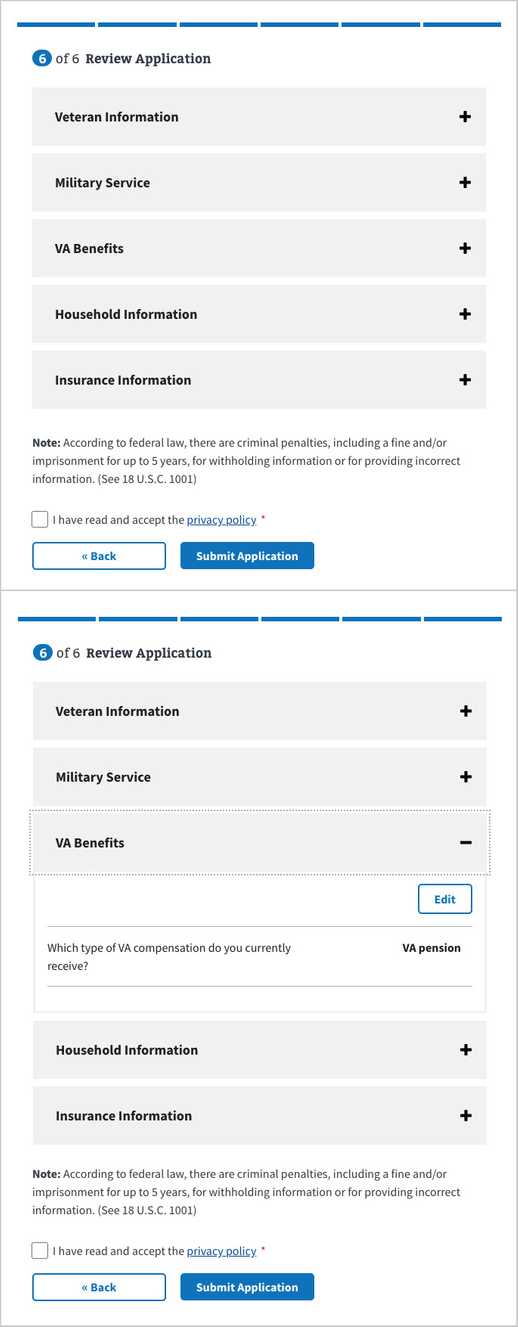 6 of 6 Review Application
Veteran Information
Military Service
VA Benefits
Household Information
Insurance Information
Note: According to federal law, there are criminal penalties, including a fine and/or
imprisonment for up to 5 years, for withholding information or for providing incorrect
information. (See 18 U.S.C. 1001)
I have read and accept the privacy policy *
« Back
Submit Application
6 of 6 Review Application
Veteran Information
Military Service
VA Benefits
Edit
Which type of VA compensation do you currently
receive?
VA pension
Household Information
Insurance Information
Note: According to federal law, there are criminal penalties, including a fine and/or
imprisonment for up to 5 years, for withholding information or for providing incorrect
information. (See 18 U.S.C. 1001)
I have read and accept the privacy policy *
« Back
Submit Application